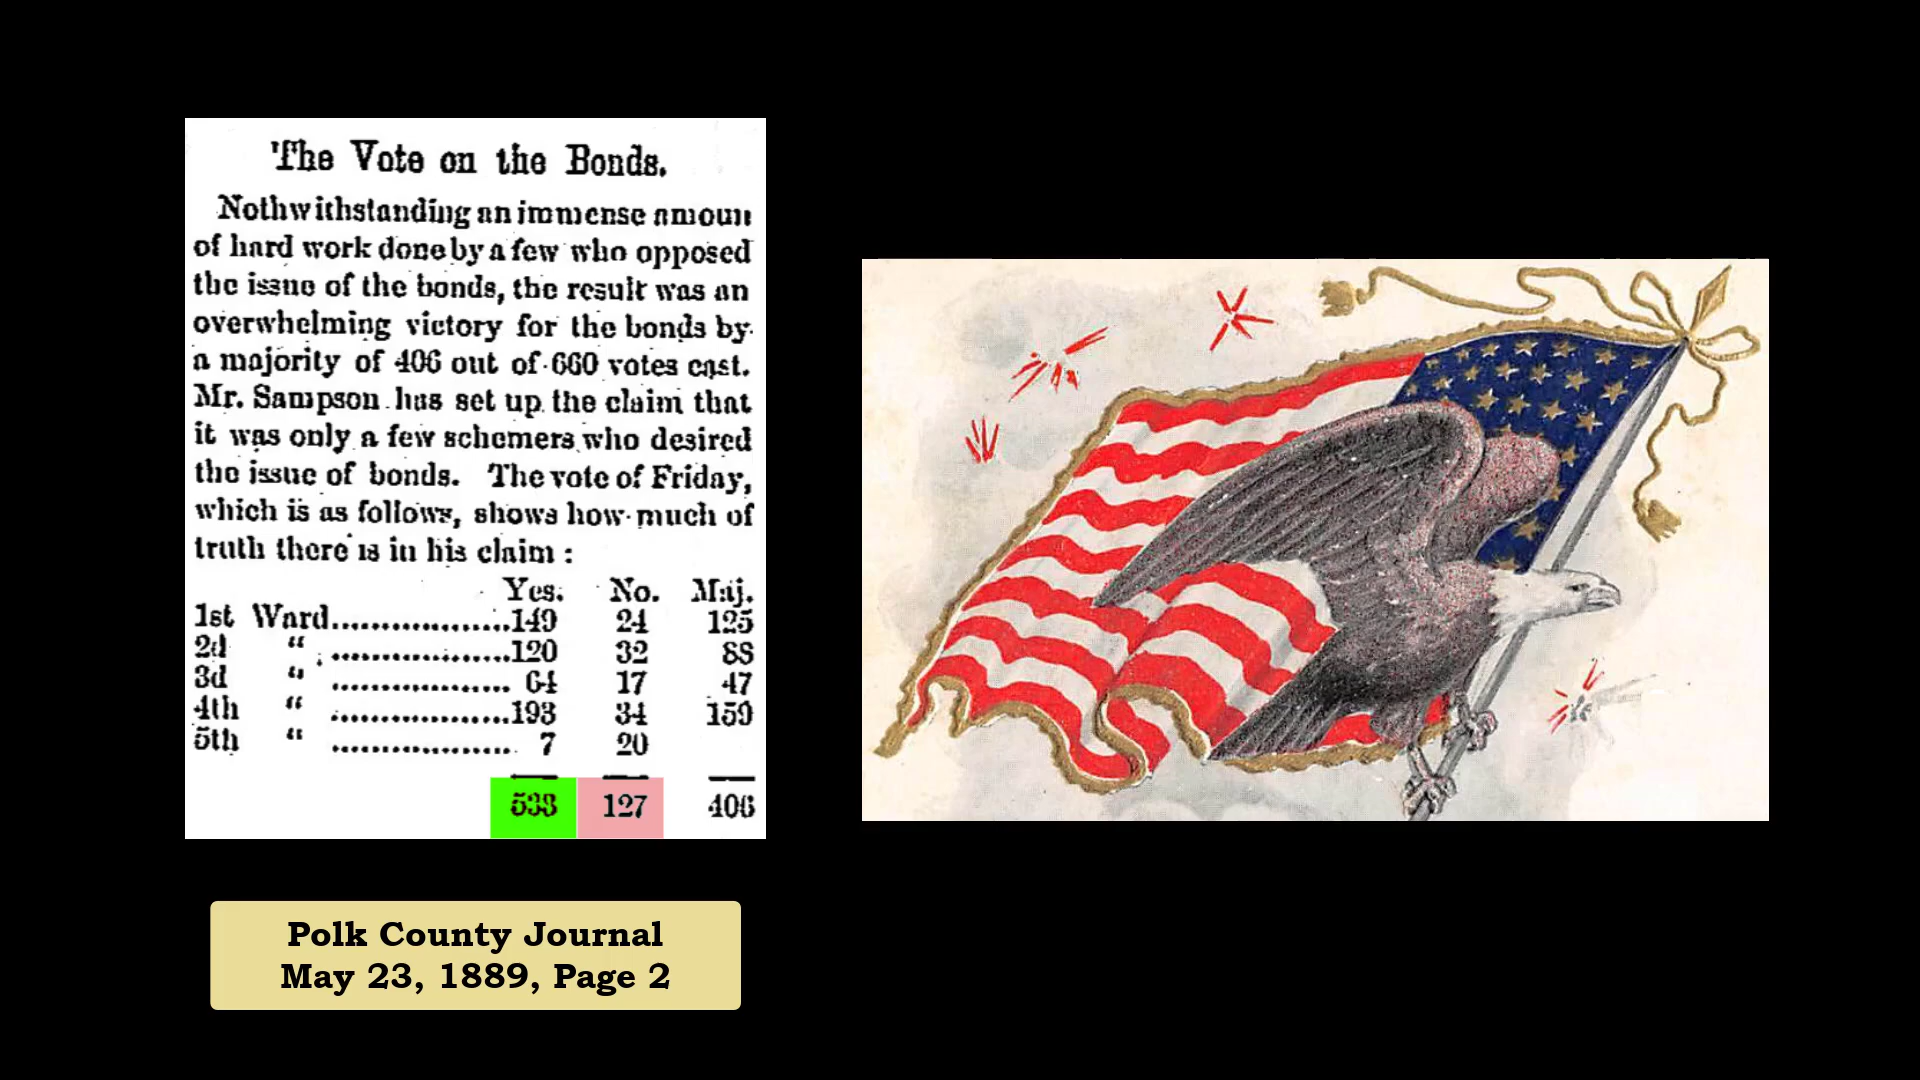 The Vote on the Bonds.
Nothwithstanding an immense amoun
of hard work done by a few who opposed
the issue of the bonds, the result was an
overwhelming victory for the bonds by
a majority of 406 out of 660 votes cast.
Mr. Sampson has set up the claim that
it was only a few schemers who desired
the issue of bonds. The vote of Friday,
which is as follows, shows how much of
truth there is in his claim :
Yes. No. Maj.
1st Ward..................149 24 125
2d “ ..................120 32 88
3d “ .................. 64 17 47
4th “ ..................193 34 159
5th “ .................. 7 20
533 127 406
Polk County Journal
May 23, 1889, Page 2